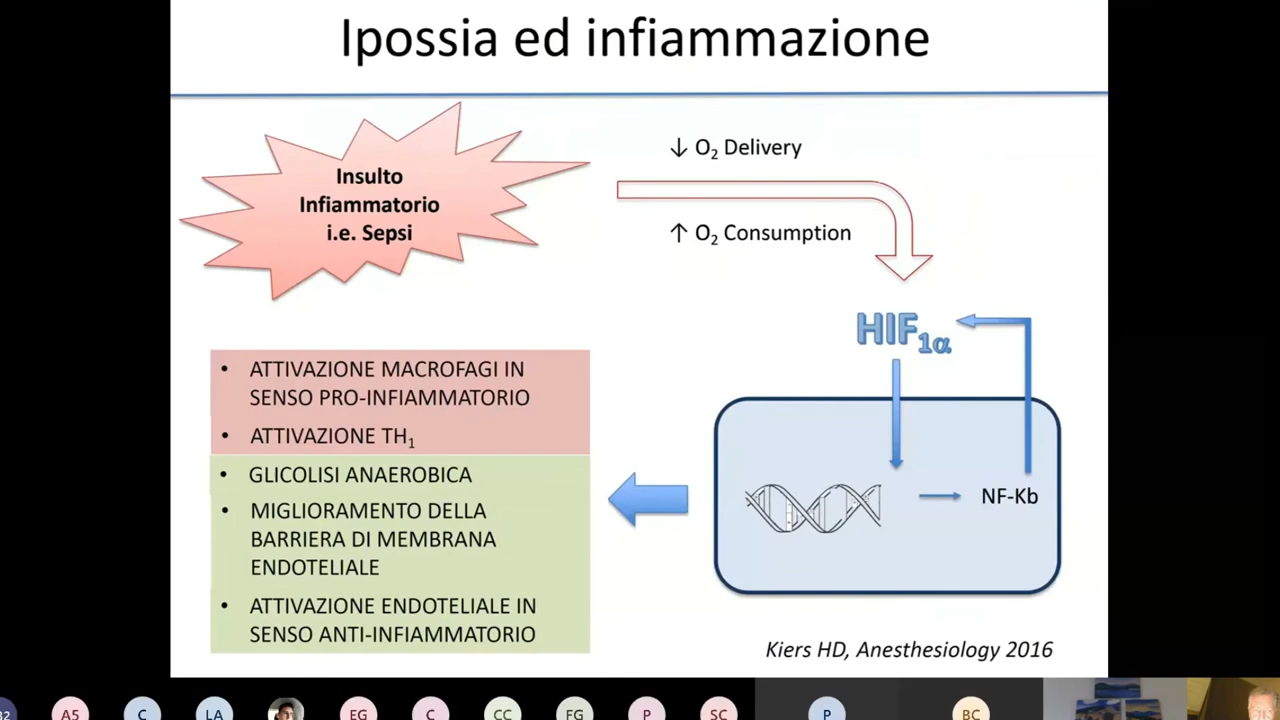 Ipossia ed infiammazione
Insulto
Infiammatorio
i.e. Sepsi
↓ O₂ Delivery
↑ O₂ Consumption
HIF₁α
• ATTIVAZIONE MACROFAGI IN
SENSO PRO-INFIAMMATORIO
• ATTIVAZIONE TH₁
• GLICOLISI ANAEROBICA
• MIGLIORAMENTO DELLA
BARRIERA DI MEMBRANA
ENDOTELIALE
• ATTIVAZIONE ENDOTELIALE IN
SENSO ANTI-INFIAMMATORIO
NF-Kb
Kiers HD, Anesthesiology 2016
A5 C LA EG C CC FG P SC P BC